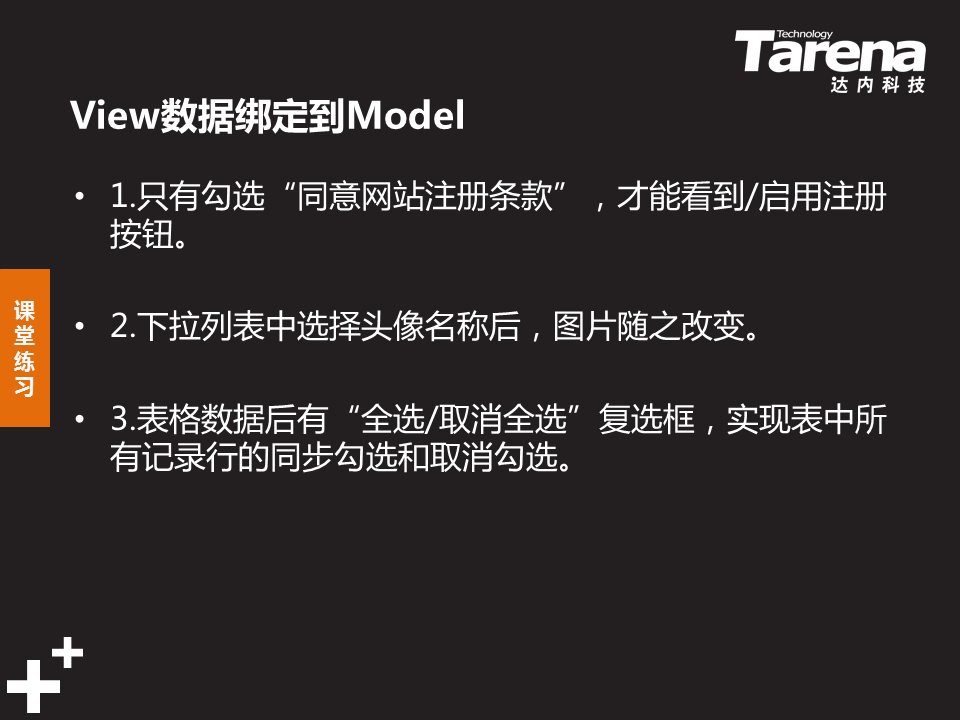 Technology
Tarena
达内科技
View数据绑定到Model
• 1.只有勾选“同意网站注册条款”，才能看到/启用注册
按钮。
课堂练习
• 2.下拉列表中选择头像名称后，图片随之改变。
• 3.表格数据后有“全选/取消全选”复选框，实现表中所
有记录行的同步勾选和取消勾选。